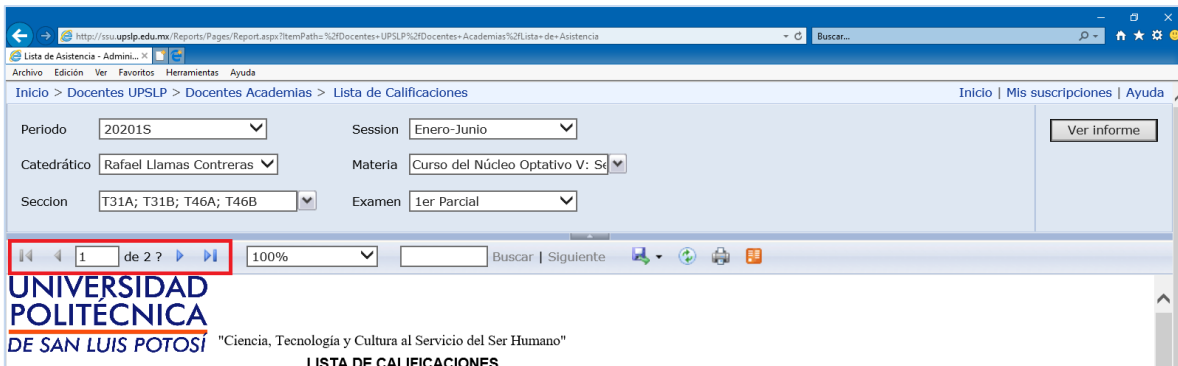 http://ssu.upslp.edu.mx/Reports/Pages/Report.aspx?ItemPath=%2fDocentes+UPSLP%2fDocentes+Academias%2fLista+de+Asistencia Buscar...
Lista de Asistencia - Admini...
Archivo Edición Ver Favoritos Herramientas Ayuda
Inicio > Docentes UPSLP > Docentes Academias > Lista de Calificaciones Inicio | Mis suscripciones | Ayuda
Periodo 20201S Session Enero-Junio Ver informe
Catedrático Rafael Llamas Contreras Materia Curso del Núcleo Optativo V: Se
Seccion T31A; T31B; T46A; T46B Examen 1er Parcial
1 de 2 ? 100% Buscar | Siguiente
UNIVERSIDAD
POLITÉCNICA
DE SAN LUIS POTOSÍ "Ciencia, Tecnología y Cultura al Servicio del Ser Humano"
LISTA DE CALIFICACIONES